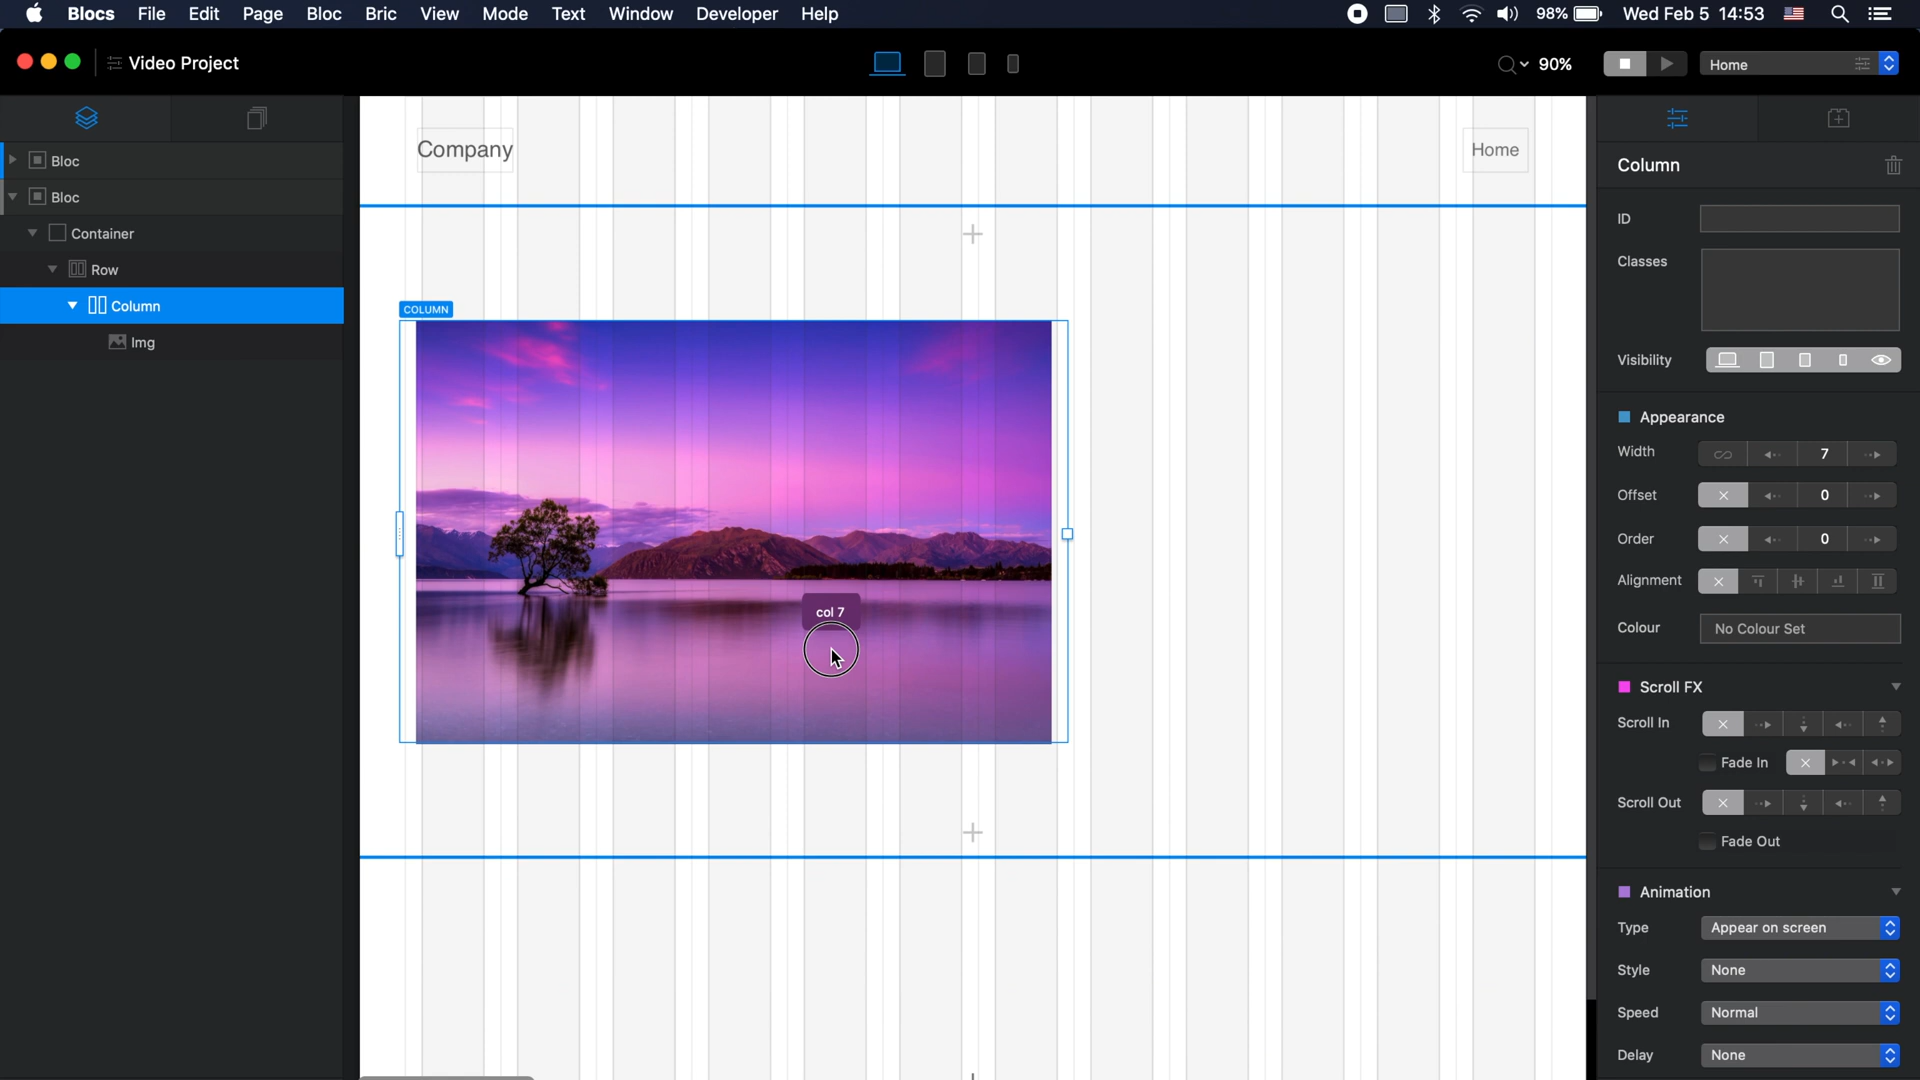 Blocs File Edit Page Bloc Bric View Mode Text Window Developer Help 98% Wed Feb 5 14:53
Video Project 90% Home
Bloc
Bloc
Container
Row
Column
Img
Company Home
COLUMN
col 7
Column
ID
Classes
Visibility
Appearance
Width 7
Offset 0
Order 0
Alignment
Colour No Colour Set
Scroll FX
Scroll In
Fade In
Scroll Out
Fade Out
Animation
Type Appear on screen
Style None
Speed Normal
Delay None